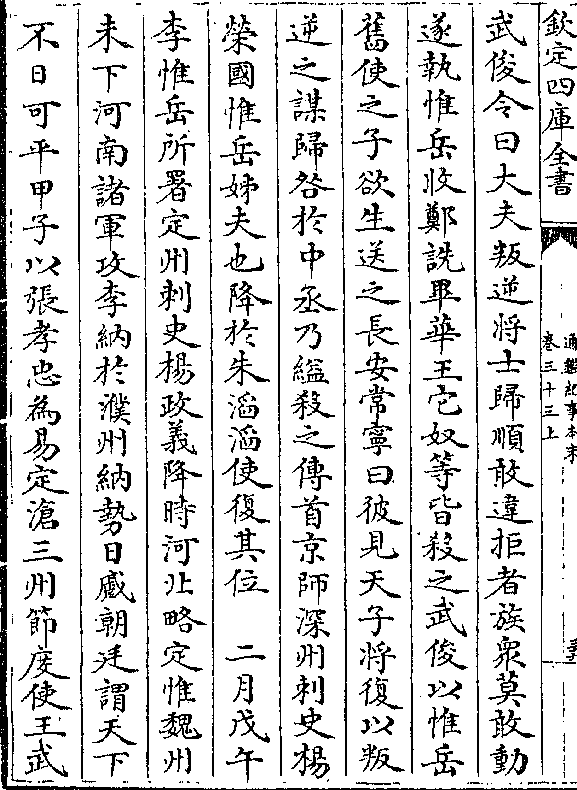 欽定四庫全書
通鑑紀事本末
卷三十三上
武俊令曰大夫叛逆將士歸順敢違拒者族衆莫敢動
遂執惟岳收鄭詵畢華王它奴等皆殺之武俊以惟岳
舊使之子欲生送之長安常寧曰彼見天子將復以叛
逆之謀歸咎於中丞乃縊殺之傳首京師深州刺史楊
榮國惟岳姊夫也降於朱滔滔使復其位　二月戊午
李惟岳所署定州刺史楊政義降時河北略定惟魏州
未下河南諸軍攻李納於濮州納勢日蹙朝廷謂天下
不日可平甲子以張孝忠為易定滄三州節度使王武